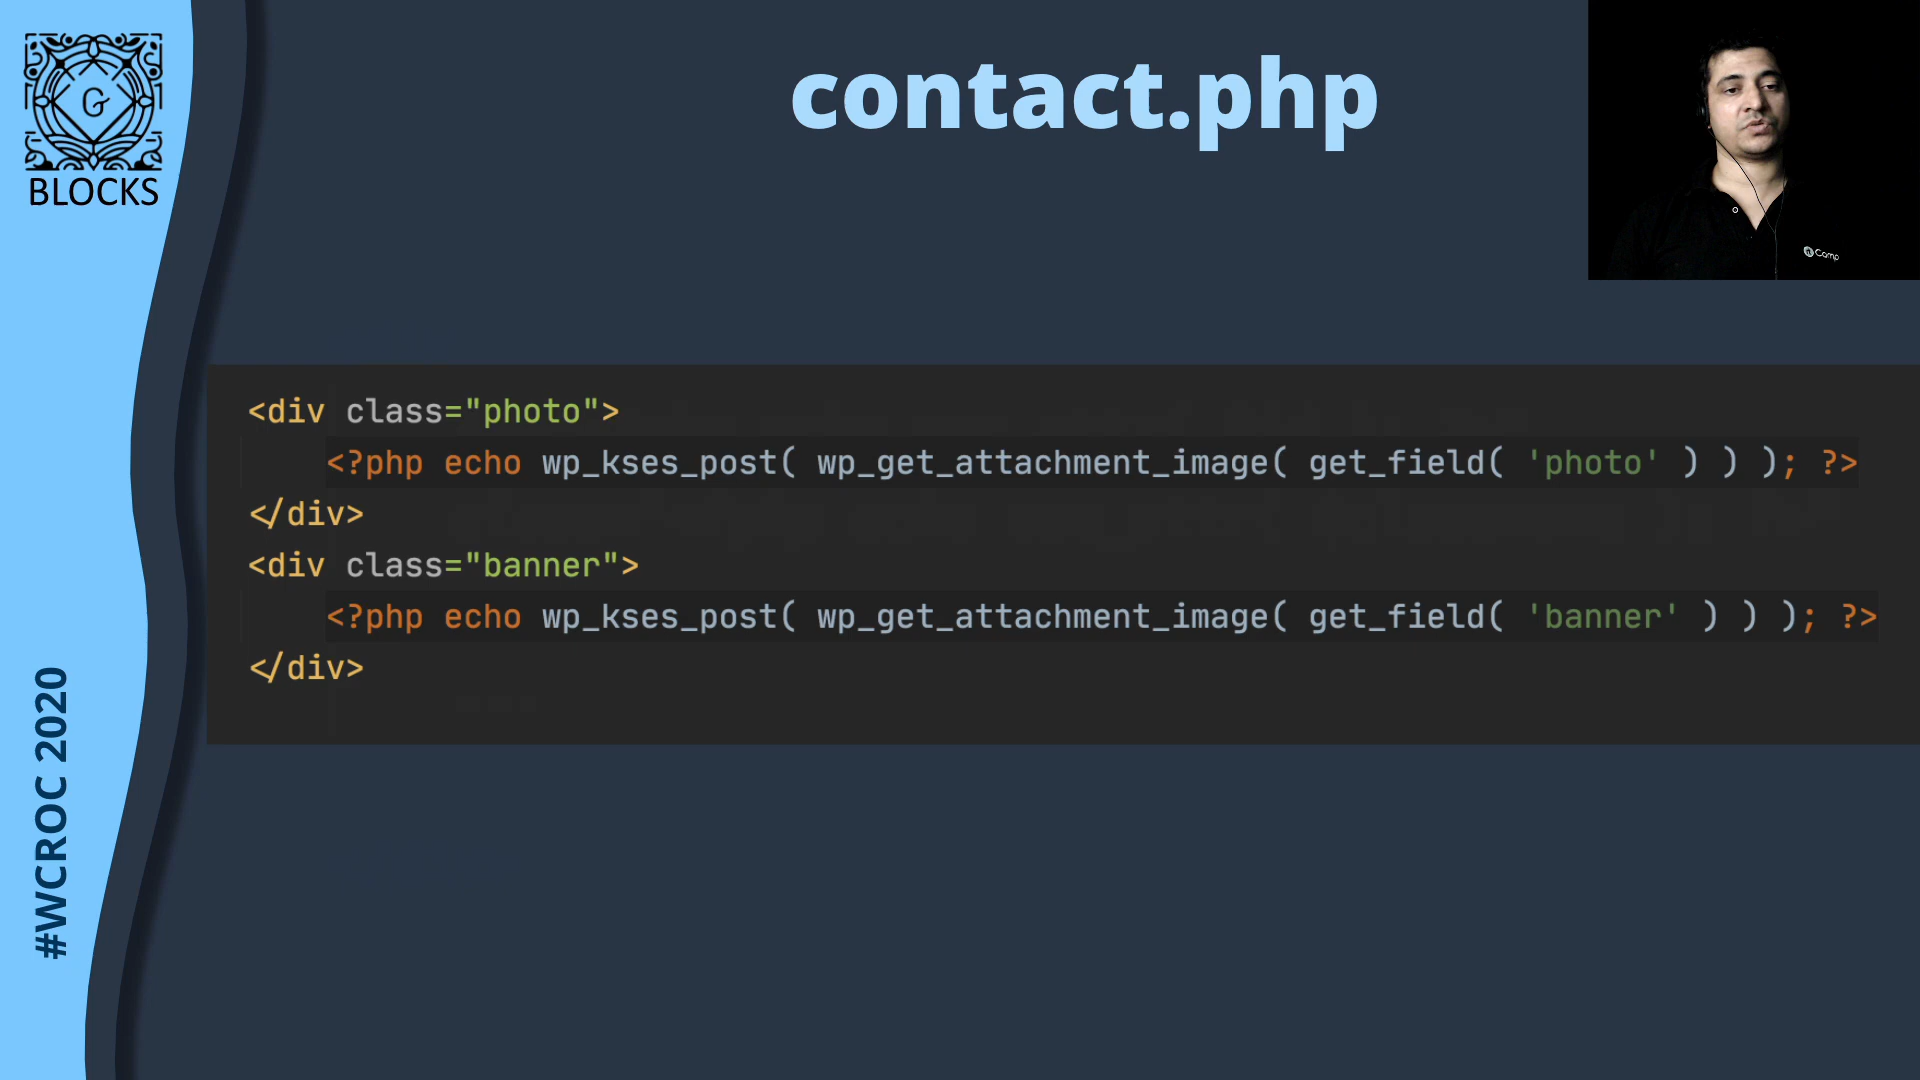 G
BLOCKS
contact.php
Camp
<div class="photo">
<?php echo wp_kses_post( wp_get_attachment_image( get_field( 'photo' ) ) ); ?>
</div>
<div class="banner">
<?php echo wp_kses_post( wp_get_attachment_image( get_field( 'banner' ) ) ); ?>
</div>
#WCROC 2020